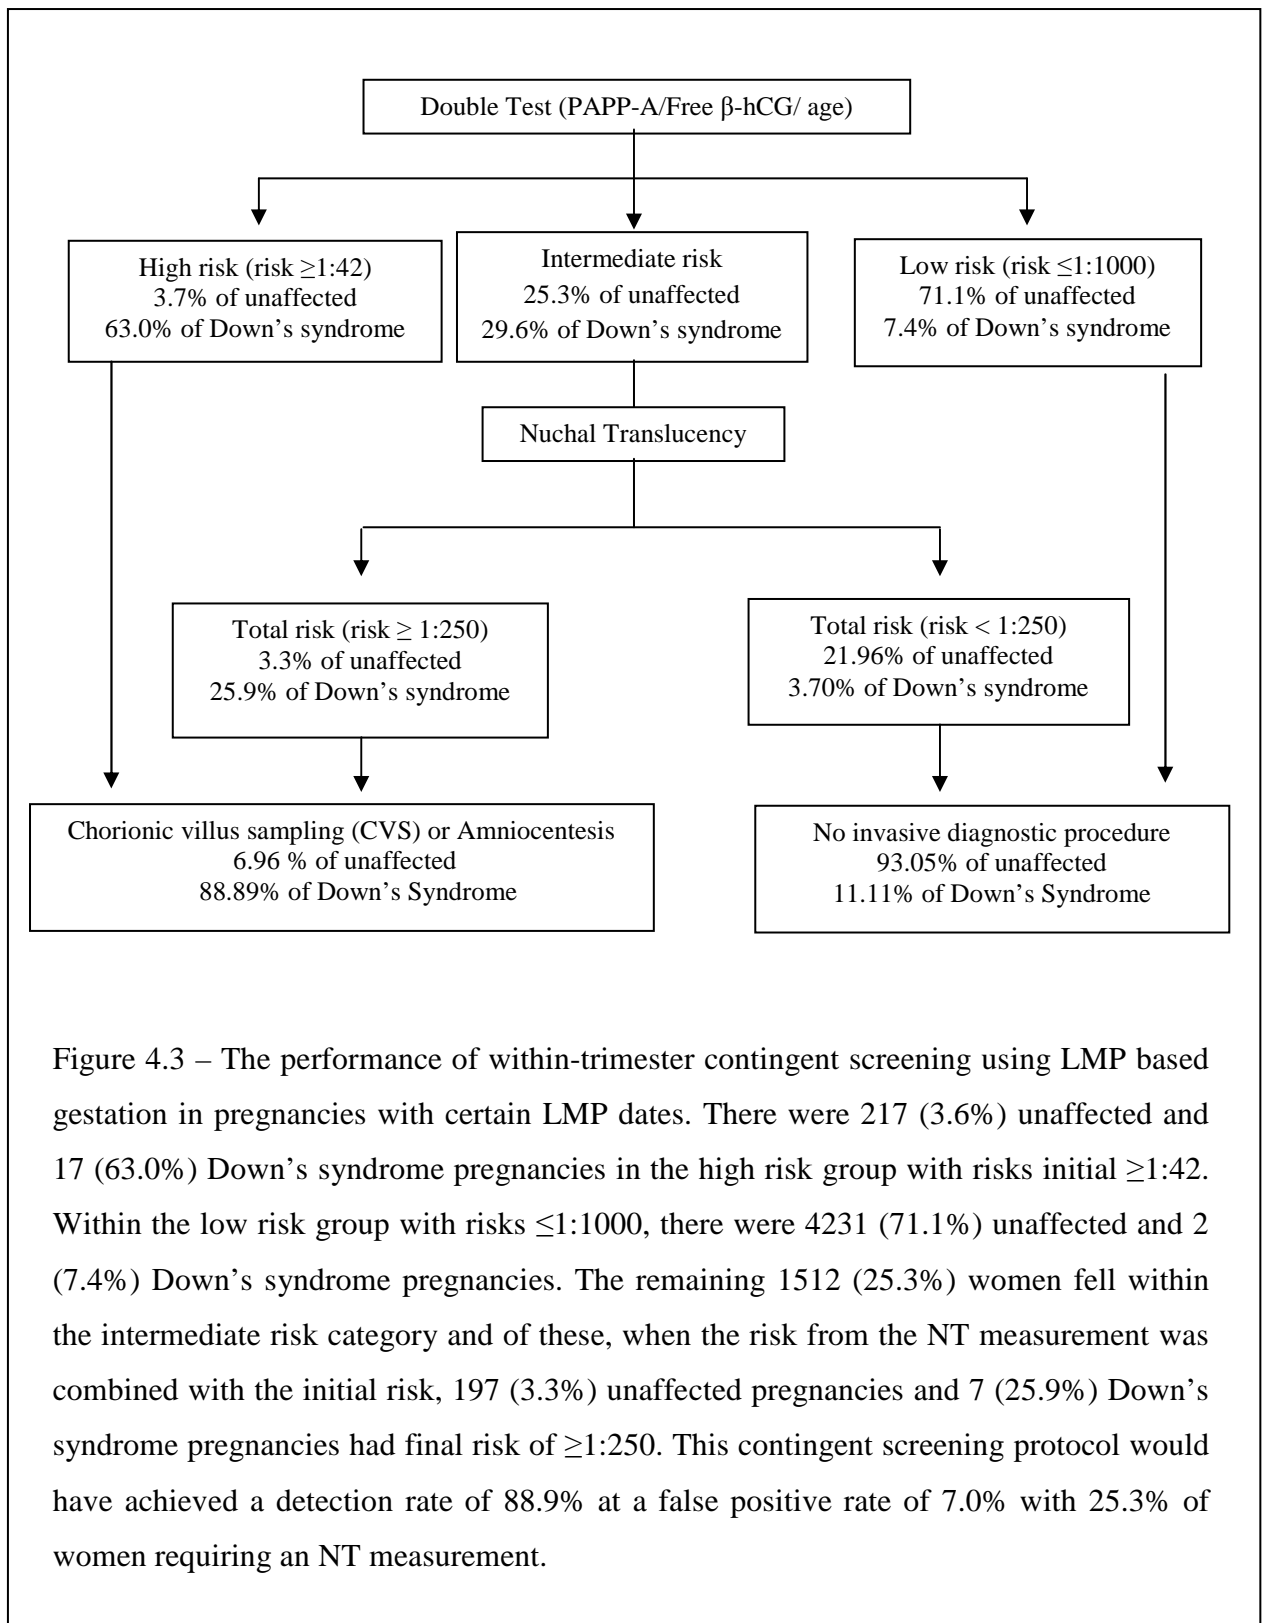 Double Test (PAPP-A/Free β-hCG/ age)
High risk (risk ≥1:42)
3.7% of unaffected
63.0% of Down’s syndrome
Intermediate risk
25.3% of unaffected
29.6% of Down’s syndrome
Low risk (risk ≤1:1000)
71.1% of unaffected
7.4% of Down’s syndrome
Nuchal Translucency
Total risk (risk ≥ 1:250)
3.3% of unaffected
25.9% of Down’s syndrome
Total risk (risk < 1:250)
21.96% of unaffected
3.70% of Down’s syndrome
Chorionic villus sampling (CVS) or Amniocentesis
6.96 % of unaffected
88.89% of Down’s Syndrome
No invasive diagnostic procedure
93.05% of unaffected
11.11% of Down’s Syndrome
Figure 4.3 – The performance of within-trimester contingent screening using LMP based
gestation in pregnancies with certain LMP dates. There were 217 (3.6%) unaffected and
17 (63.0%) Down’s syndrome pregnancies in the high risk group with risks initial ≥1:42.
Within the low risk group with risks ≤1:1000, there were 4231 (71.1%) unaffected and 2
(7.4%) Down’s syndrome pregnancies. The remaining 1512 (25.3%) women fell within
the intermediate risk category and of these, when the risk from the NT measurement was
combined with the initial risk, 197 (3.3%) unaffected pregnancies and 7 (25.9%) Down’s
syndrome pregnancies had final risk of ≥1:250. This contingent screening protocol would
have achieved a detection rate of 88.9% at a false positive rate of 7.0% with 25.3% of
women requiring an NT measurement.